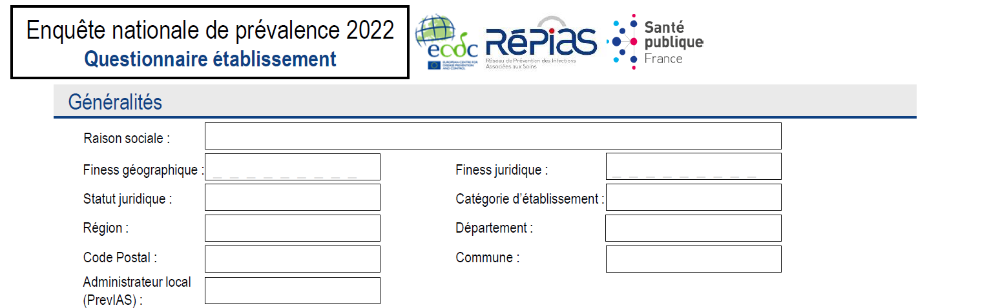 Enquête nationale de prévalence 2022
Questionnaire établissement
ecdc
EUROPEAN CENTRE FOR
DISEASE PREVENTION
AND CONTROL
RéPIAS
Réseau de Prévention des Infections
Associées aux Soins
Santé
publique
France
Généralités
Raison sociale :
Finess géographique : _ _ _ _ _ _ _ _ _ Finess juridique : _ _ _ _ _ _ _ _ _
Statut juridique : Catégorie d’établissement :
Région : Département :
Code Postal : Commune :
Administrateur local
(PrevIAS) :